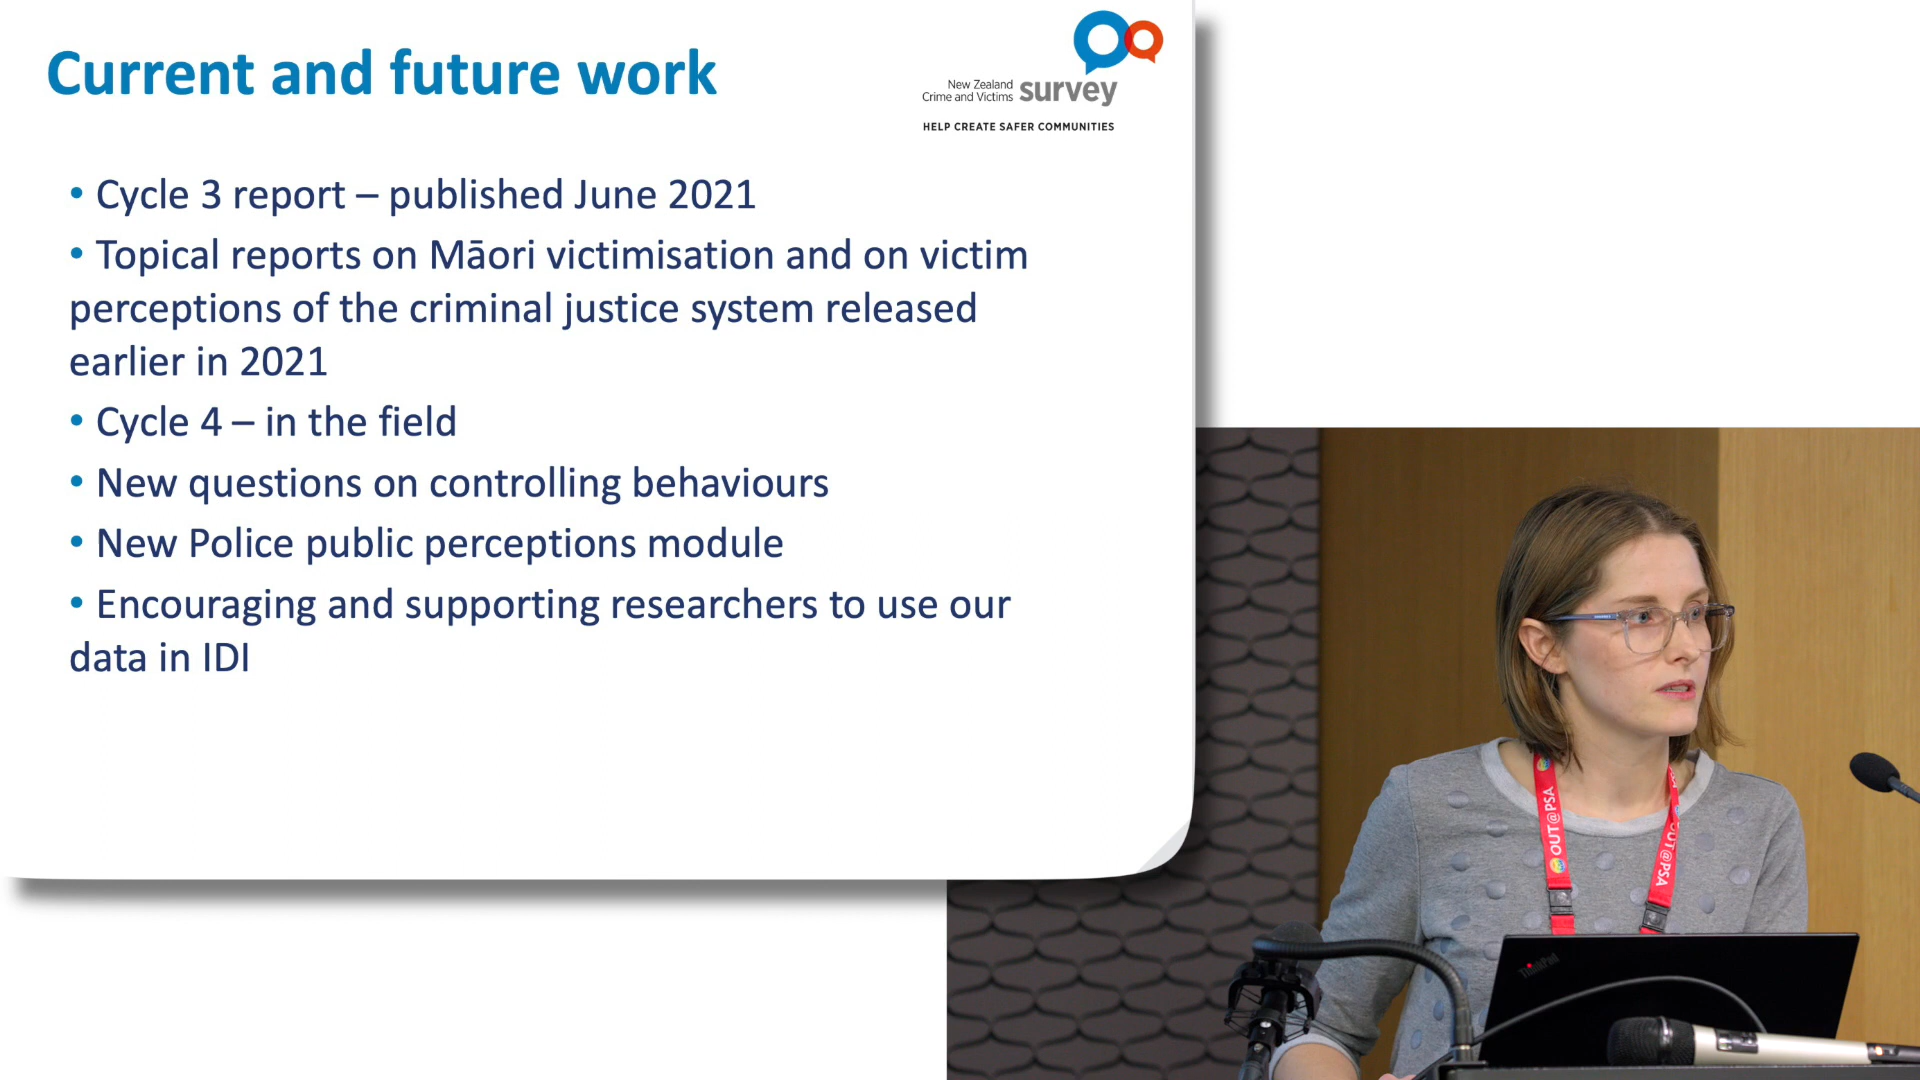 Current and future work
New Zealand
Crime and Victims survey
HELP CREATE SAFER COMMUNITIES
• Cycle 3 report – published June 2021
• Topical reports on Māori victimisation and on victim
perceptions of the criminal justice system released
earlier in 2021
• Cycle 4 – in the field
• New questions on controlling behaviours
• New Police public perceptions module
• Encouraging and supporting researchers to use our
data in IDI
OUT@PSA
OUT@PSA
ThinkPad